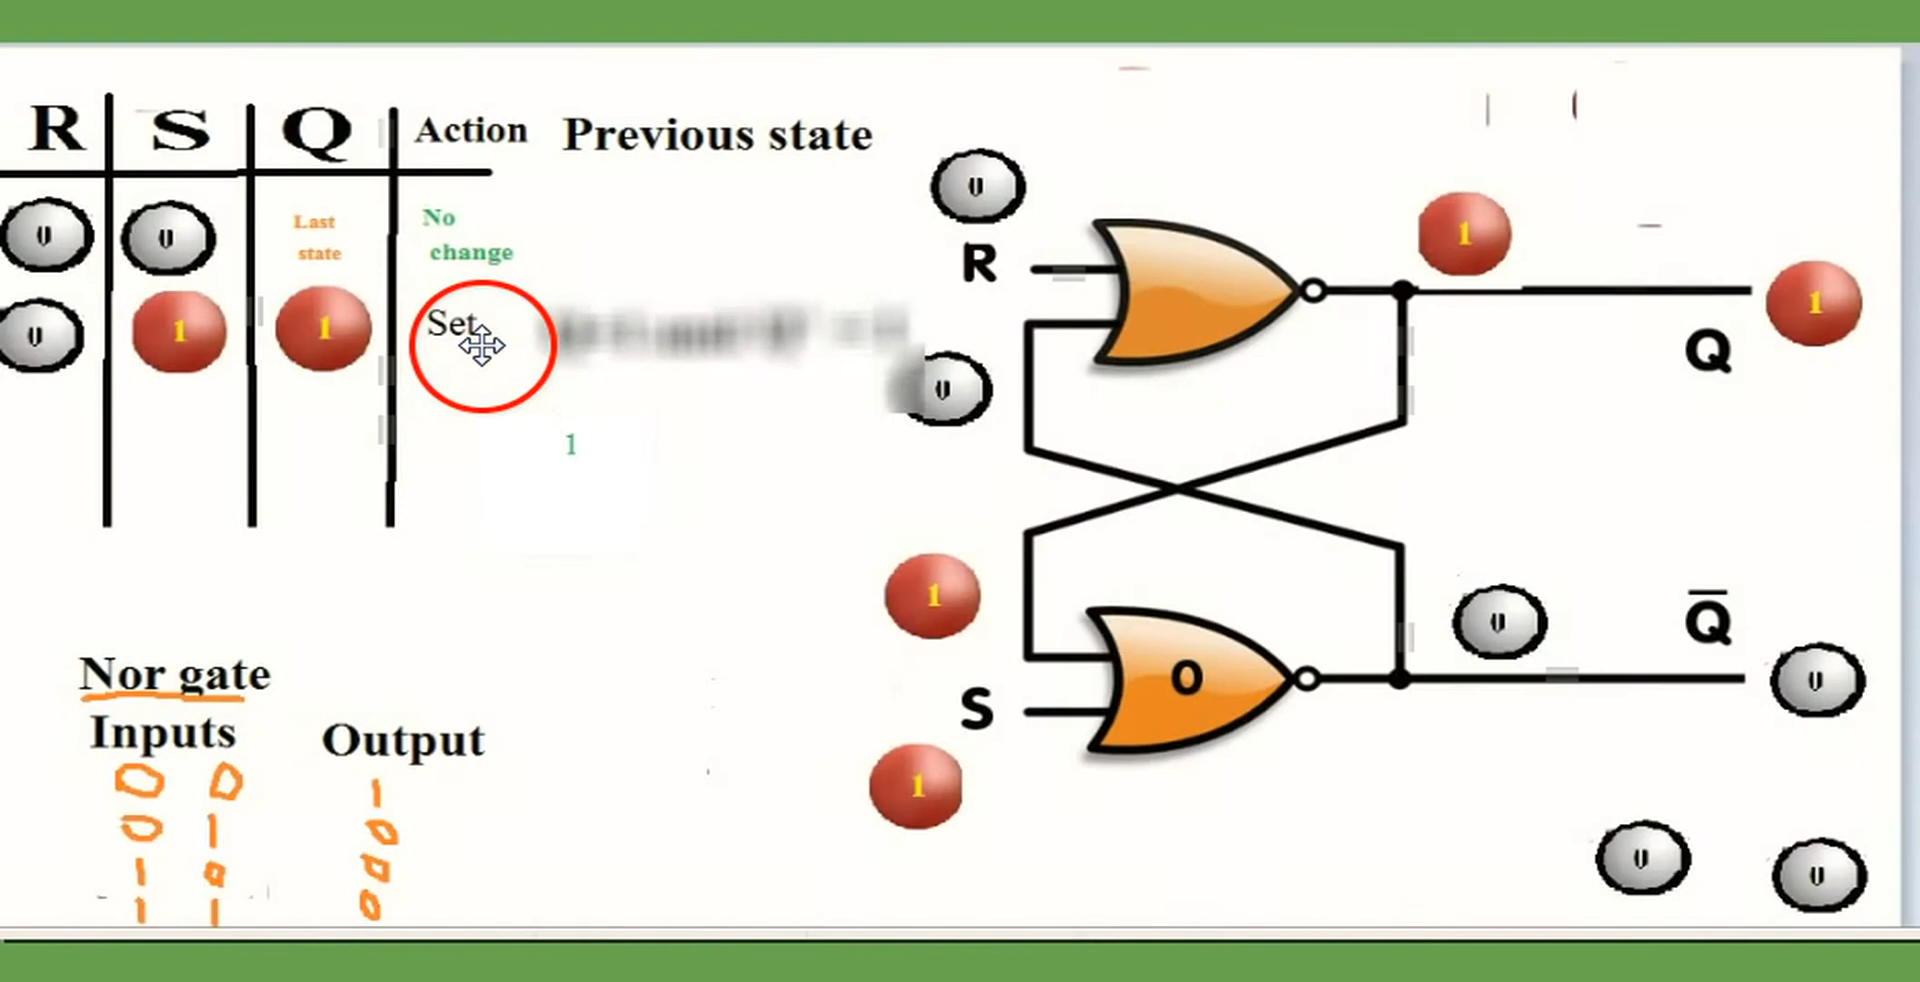 R S Q Action Previous state
0 0 Last state No change
0 1 1 Set
1
Nor gate
Inputs Output
0 0 1
0 1 0
1 0 0
1 1 0
0
R
1
1
Q
0
1
S
1
0
0
Q̅
0
0
0